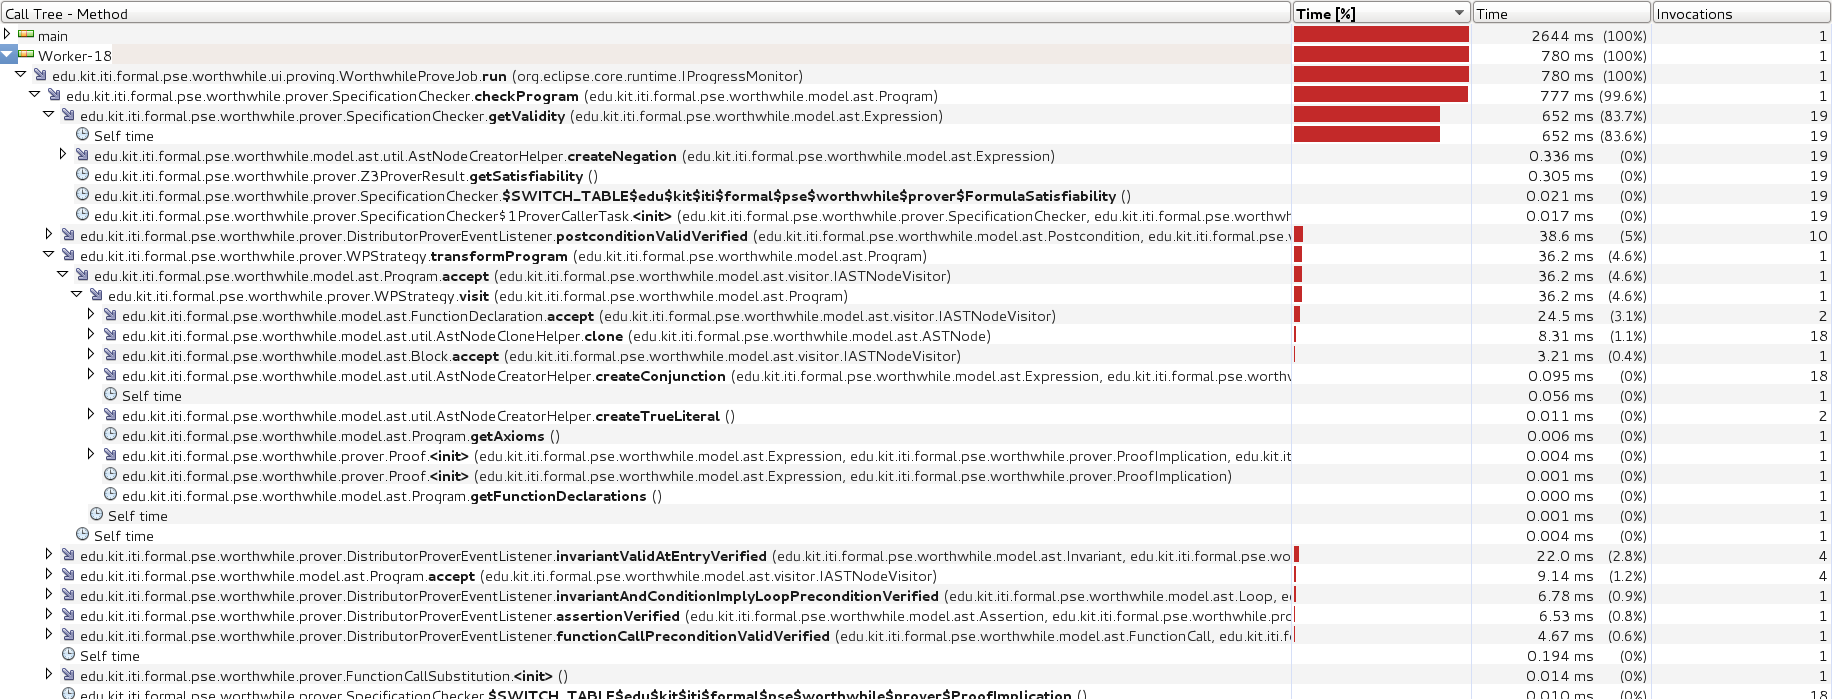 Call Tree - Method Time [%] Time Invocations
main 2644 ms (100%) 1
Worker-18 780 ms (100%) 1
edu.kit.iti.formal.pse.worthwhile.ui.proving.WorthwhileProveJob.run (org.eclipse.core.runtime.IProgressMonitor) 780 ms (100%) 1
edu.kit.iti.formal.pse.worthwhile.prover.SpecificationChecker.checkProgram (edu.kit.iti.formal.pse.worthwhile.model.ast.Program) 777 ms (99.6%) 1
edu.kit.iti.formal.pse.worthwhile.prover.SpecificationChecker.getValidity (edu.kit.iti.formal.pse.worthwhile.model.ast.Expression) 652 ms (83.7%) 19
Self time 652 ms (83.6%) 19
edu.kit.iti.formal.pse.worthwhile.model.ast.util.AstNodeCreatorHelper.createNegation (edu.kit.iti.formal.pse.worthwhile.model.ast.Expression) 0.336 ms (0%) 19
edu.kit.iti.formal.pse.worthwhile.prover.Z3ProverResult.getSatisfiability () 0.305 ms (0%) 19
edu.kit.iti.formal.pse.worthwhile.prover.SpecificationChecker.$SWITCH_TABLE$edu$kit$iti$formal$pse$worthwhile$prover$FormulaSatisfiability () 0.021 ms (0%) 19
edu.kit.iti.formal.pse.worthwhile.prover.SpecificationChecker$1ProverCallerTask.<init> (edu.kit.iti.formal.pse.worthwhile.prover.SpecificationChecker, edu.kit.iti.formal.pse.worthwh 0.017 ms (0%) 19
edu.kit.iti.formal.pse.worthwhile.prover.DistributorProverEventListener.postconditionValidVerified (edu.kit.iti.formal.pse.worthwhile.model.ast.Postcondition, edu.kit.iti.formal.pse. 38.6 ms (5%) 10
edu.kit.iti.formal.pse.worthwhile.prover.WPStrategy.transformProgram (edu.kit.iti.formal.pse.worthwhile.model.ast.Program) 36.2 ms (4.6%) 1
edu.kit.iti.formal.pse.worthwhile.model.ast.Program.accept (edu.kit.iti.formal.pse.worthwhile.model.ast.visitor.IASTNodeVisitor) 36.2 ms (4.6%) 1
edu.kit.iti.formal.pse.worthwhile.prover.WPStrategy.visit (edu.kit.iti.formal.pse.worthwhile.model.ast.Program) 36.2 ms (4.6%) 1
edu.kit.iti.formal.pse.worthwhile.model.ast.FunctionDeclaration.accept (edu.kit.iti.formal.pse.worthwhile.model.ast.visitor.IASTNodeVisitor) 24.5 ms (3.1%) 2
edu.kit.iti.formal.pse.worthwhile.model.ast.util.AstNodeCloneHelper.clone (edu.kit.iti.formal.pse.worthwhile.model.ast.ASTNode) 8.31 ms (1.1%) 18
edu.kit.iti.formal.pse.worthwhile.model.ast.Block.accept (edu.kit.iti.formal.pse.worthwhile.model.ast.visitor.IASTNodeVisitor) 3.21 ms (0.4%) 1
edu.kit.iti.formal.pse.worthwhile.model.ast.util.AstNodeCreatorHelper.createConjunction (edu.kit.iti.formal.pse.worthwhile.model.ast.Expression, edu.kit.iti.formal.pse.worthw 0.095 ms (0%) 18
Self time 0.056 ms (0%) 1
edu.kit.iti.formal.pse.worthwhile.model.ast.util.AstNodeCreatorHelper.createTrueLiteral () 0.011 ms (0%) 2
edu.kit.iti.formal.pse.worthwhile.model.ast.Program.getAxioms () 0.006 ms (0%) 1
edu.kit.iti.formal.pse.worthwhile.prover.Proof.<init> (edu.kit.iti.formal.pse.worthwhile.model.ast.Expression, edu.kit.iti.formal.pse.worthwhile.prover.ProofImplication, edu.kit.it 0.004 ms (0%) 1
edu.kit.iti.formal.pse.worthwhile.prover.Proof.<init> (edu.kit.iti.formal.pse.worthwhile.model.ast.Expression, edu.kit.iti.formal.pse.worthwhile.prover.ProofImplication) 0.001 ms (0%) 1
edu.kit.iti.formal.pse.worthwhile.model.ast.Program.getFunctionDeclarations () 0.000 ms (0%) 1
Self time 0.001 ms (0%) 1
Self time 0.004 ms (0%) 1
edu.kit.iti.formal.pse.worthwhile.prover.DistributorProverEventListener.invariantValidAtEntryVerified (edu.kit.iti.formal.pse.worthwhile.model.ast.Invariant, edu.kit.iti.formal.pse.wo 22.0 ms (2.8%) 4
edu.kit.iti.formal.pse.worthwhile.model.ast.Program.accept (edu.kit.iti.formal.pse.worthwhile.model.ast.visitor.IASTNodeVisitor) 9.14 ms (1.2%) 4
edu.kit.iti.formal.pse.worthwhile.prover.DistributorProverEventListener.invariantAndConditionImplyLoopPreconditionVerified (edu.kit.iti.formal.pse.worthwhile.model.ast.Loop, e 6.78 ms (0.9%) 1
edu.kit.iti.formal.pse.worthwhile.prover.DistributorProverEventListener.assertionVerified (edu.kit.iti.formal.pse.worthwhile.model.ast.Assertion, edu.kit.iti.formal.pse.worthwhile.pro 6.53 ms (0.8%) 1
edu.kit.iti.formal.pse.worthwhile.prover.DistributorProverEventListener.functionCallPreconditionValidVerified (edu.kit.iti.formal.pse.worthwhile.model.ast.FunctionCall, edu.kit.iti.f 4.67 ms (0.6%) 1
Self time 0.194 ms (0%) 1
edu.kit.iti.formal.pse.worthwhile.prover.FunctionCallSubstitution.<init> () 0.014 ms (0%) 1
edu.kit.iti.formal.pse.worthwhile.prover.SpecificationChecker.$SWITCH_TABLE$edu$kit$iti$formal$pse$worthwhile$prover$ProofImplication () 0.010 ms (0%) 18